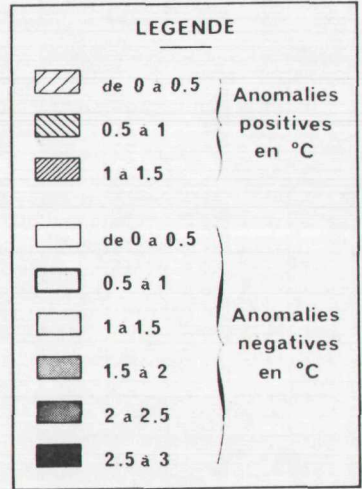 LEGENDE
de 0 a 0.5
0.5 à 1
1 à 1.5
Anomalies
positives
en °C
de 0 a 0.5
0.5 à 1
1 a 1.5
1.5 à 2
2 a 2.5
2.5 à 3
Anomalies
négatives
en °C